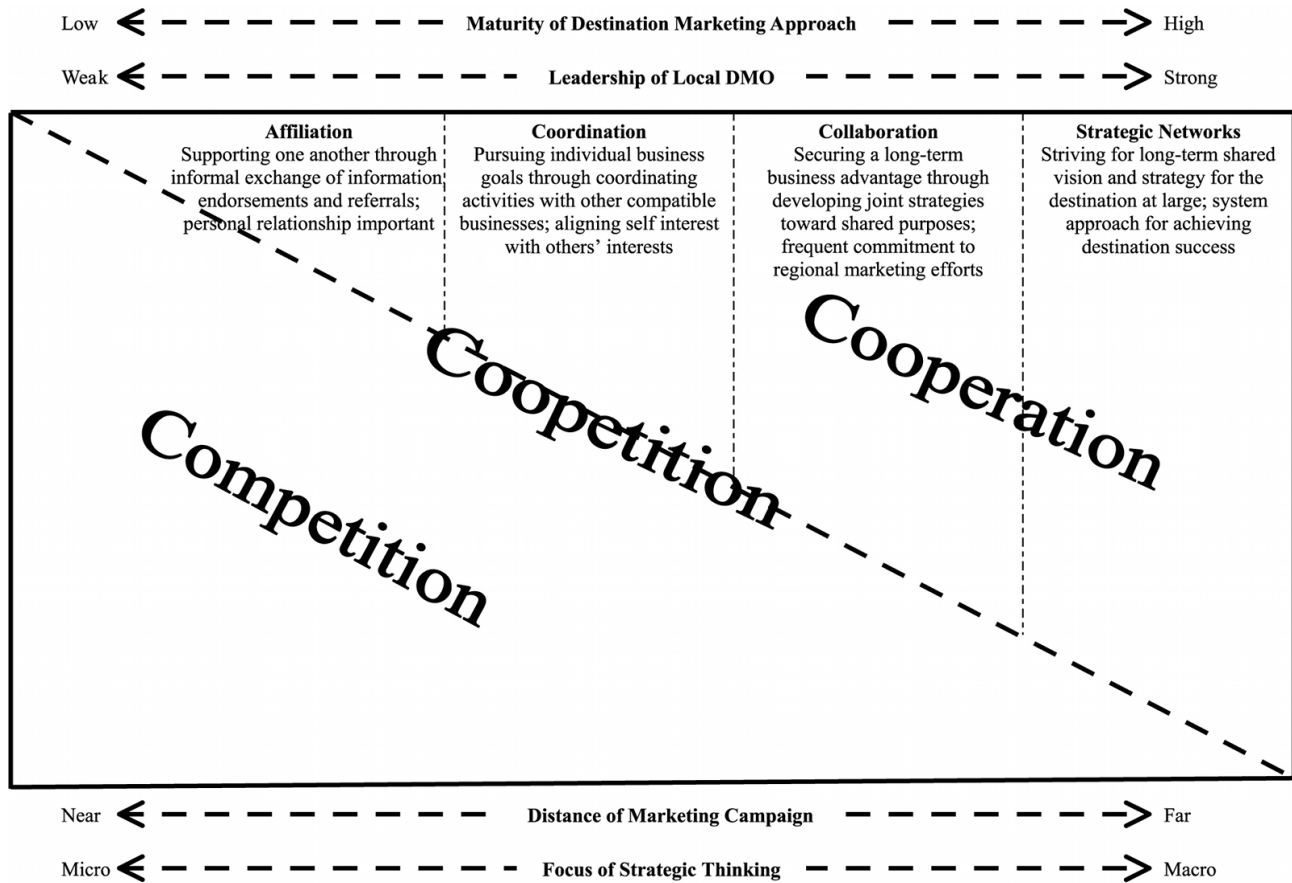 Low Maturity of Destination Marketing Approach High
Weak Leadership of Local DMO Strong
Affiliation
Supporting one another through
informal exchange of information
endorsements and referrals;
personal relationship important
Coordination
Pursuing individual business
goals through coordinating
activities with other compatible
businesses; aligning self interest
with others’ interests
Collaboration
Securing a long-term
business advantage through
developing joint strategies
toward shared purposes;
frequent commitment to
regional marketing efforts
Strategic Networks
Striving for long-term shared
vision and strategy for the
destination at large; system
approach for achieving
destination success
Competition
Coopetition
Cooperation
Near Distance of Marketing Campaign Far
Micro Focus of Strategic Thinking Macro